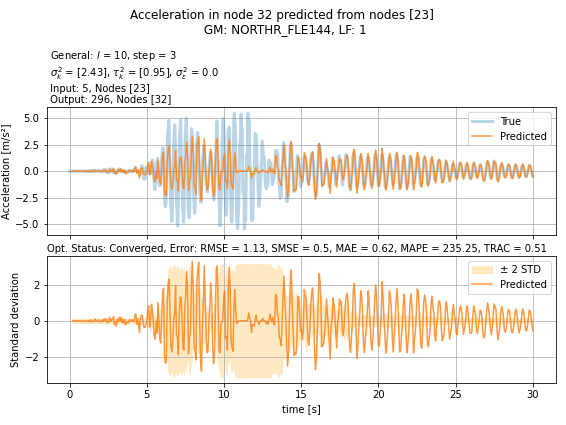 Acceleration in node 32 predicted from nodes [23]
GM: NORTHR_FLE144, LF: 1
General: l = 10, step = 3
σ²ₖ = [2.43], τ²ₖ = [0.95], σ²ᵣ = 0.0
Input: 5, Nodes [23]
Output: 296, Nodes [32]
Acceleration [m/s²]
5.0
2.5
0.0
−2.5
−5.0
True
Predicted
Opt. Status: Converged, Error: RMSE = 1.13, SMSE = 0.5, MAE = 0.62, MAPE = 235.25, TRAC = 0.51
Standard deviation
2
0
−2
± 2 STD
Predicted
0 5 10 15 20 25 30
time [s]